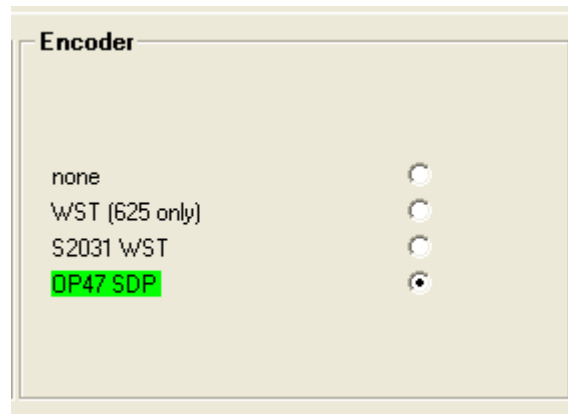 Encoder
none
WST (625 only)
S2031 WST
OP47 SDP